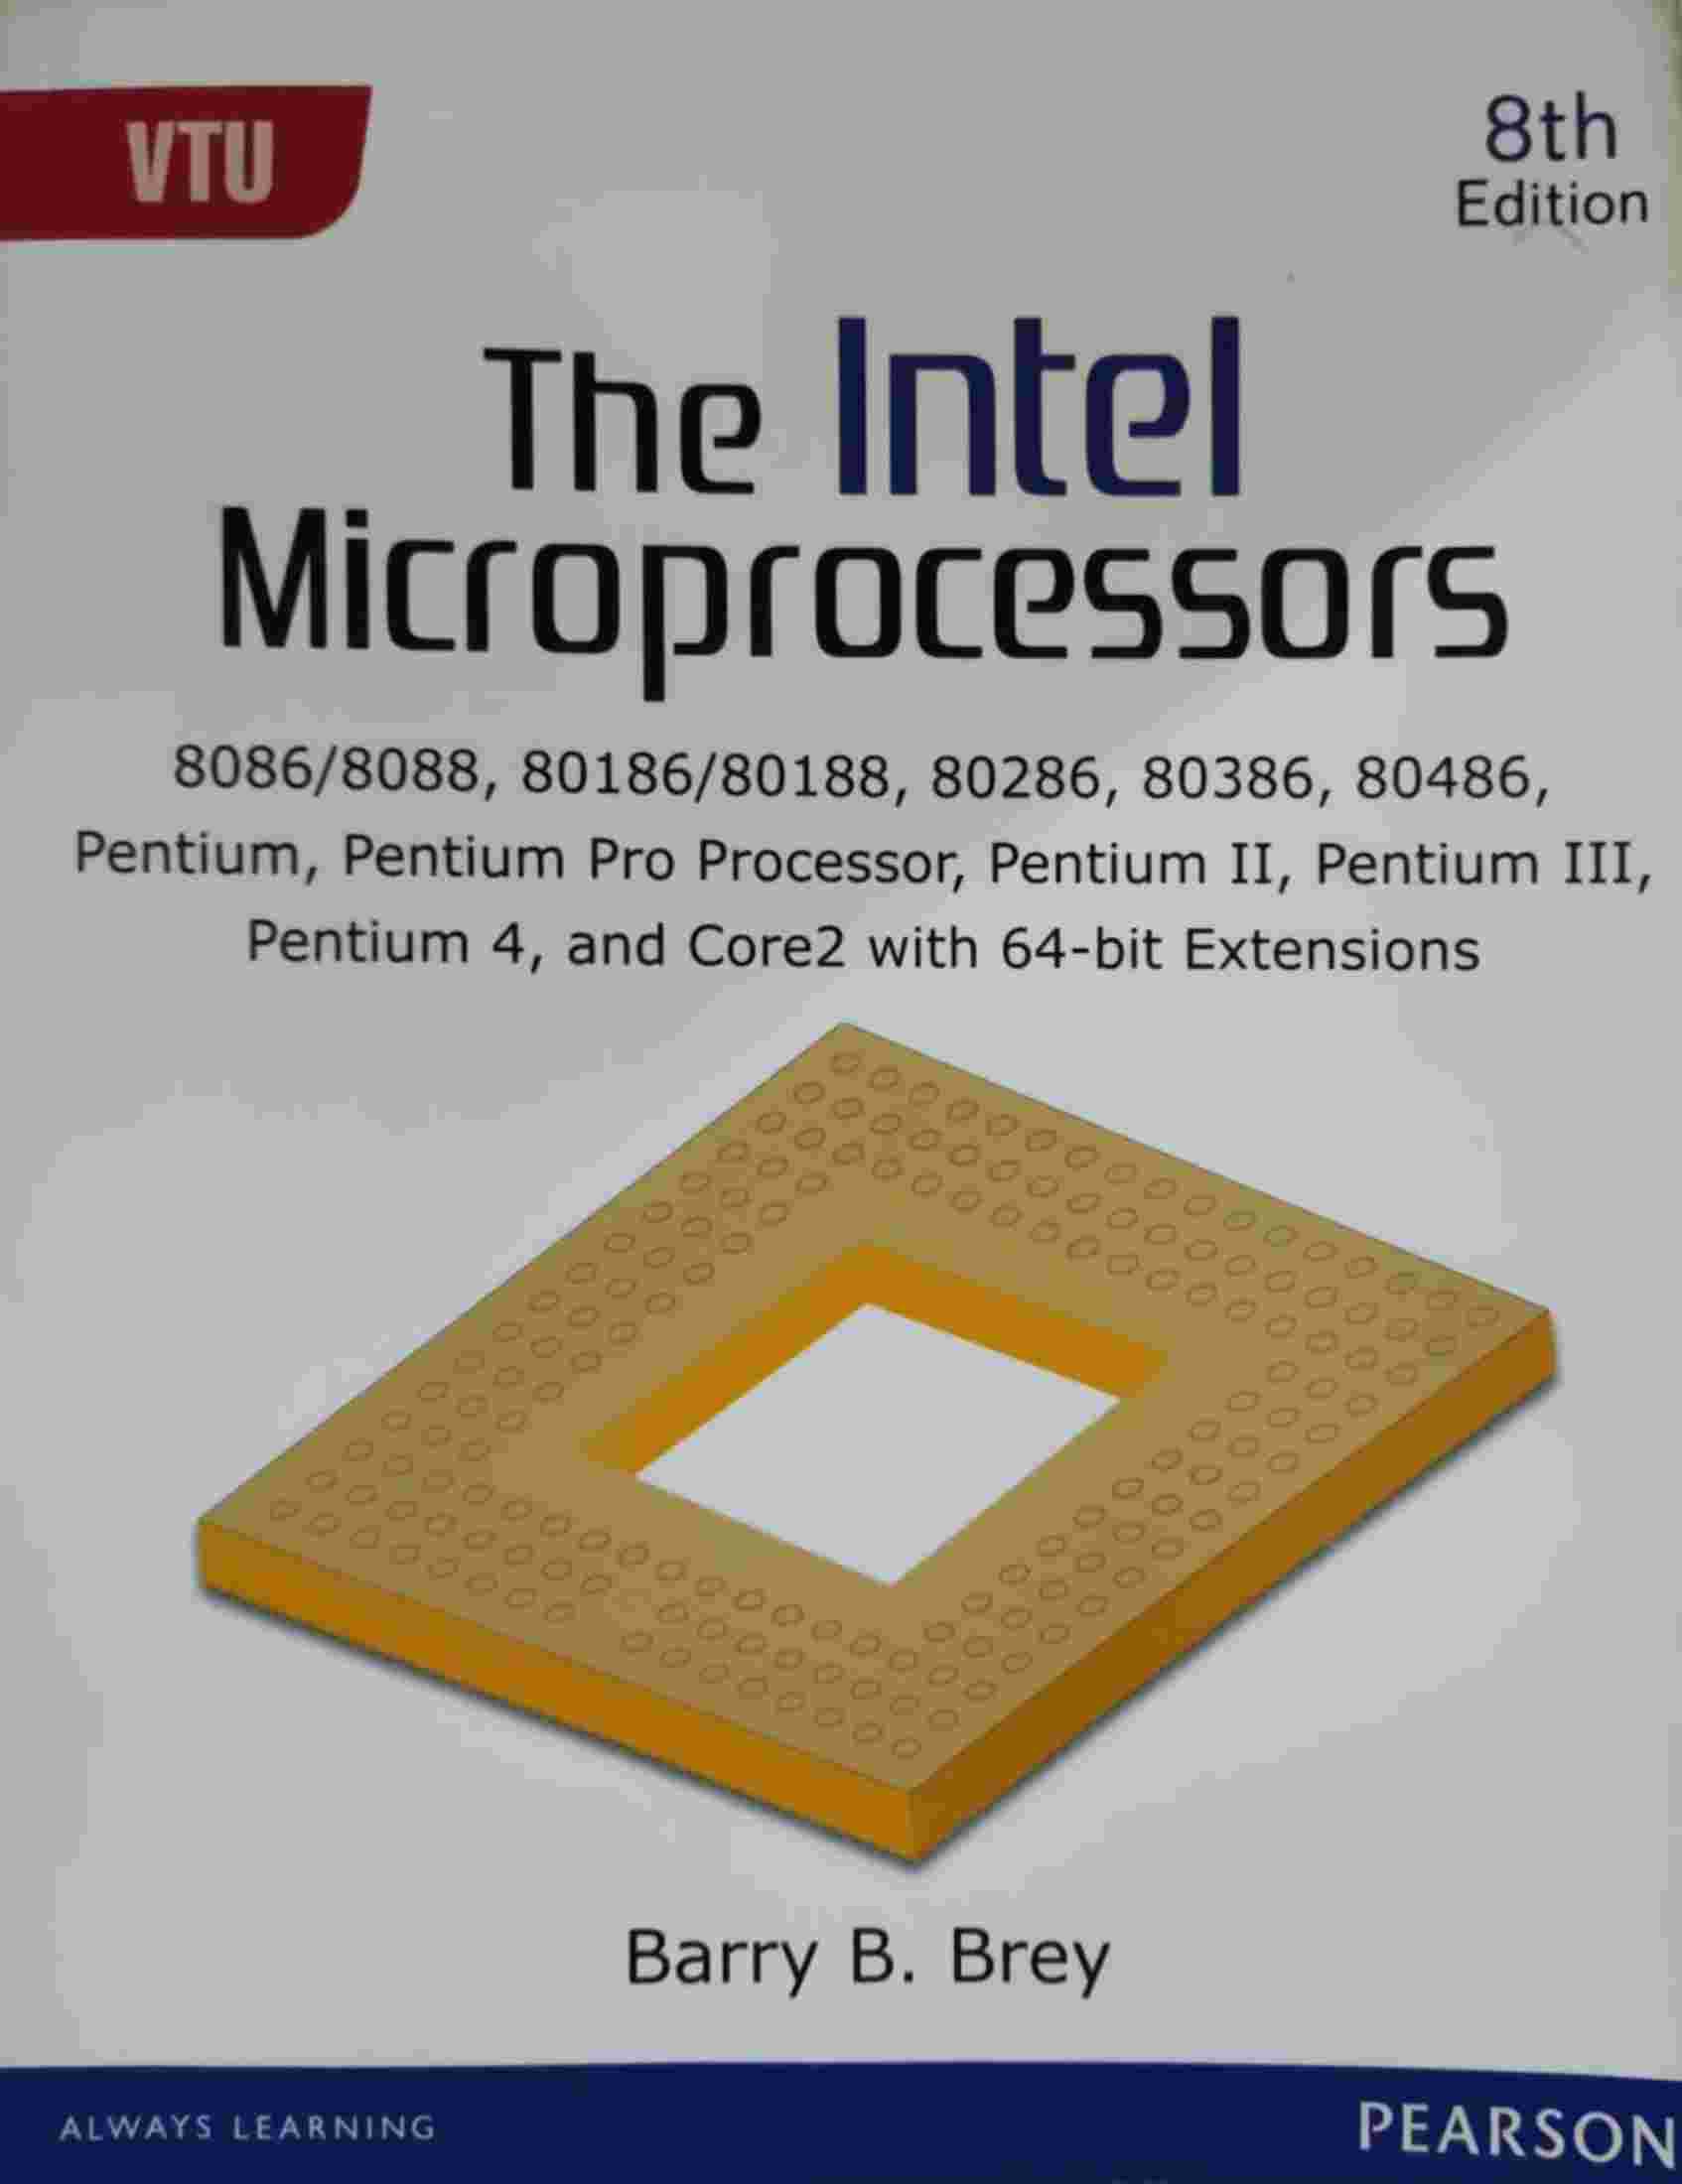 VTU
8th
Edition
The Intel
Microprocessors
8086/8088, 80186/80188, 80286, 80386, 80486,
Pentium, Pentium Pro Processor, Pentium II, Pentium III,
Pentium 4, and Core2 with 64-bit Extensions
Barry B. Brey
ALWAYS LEARNING
PEARSON